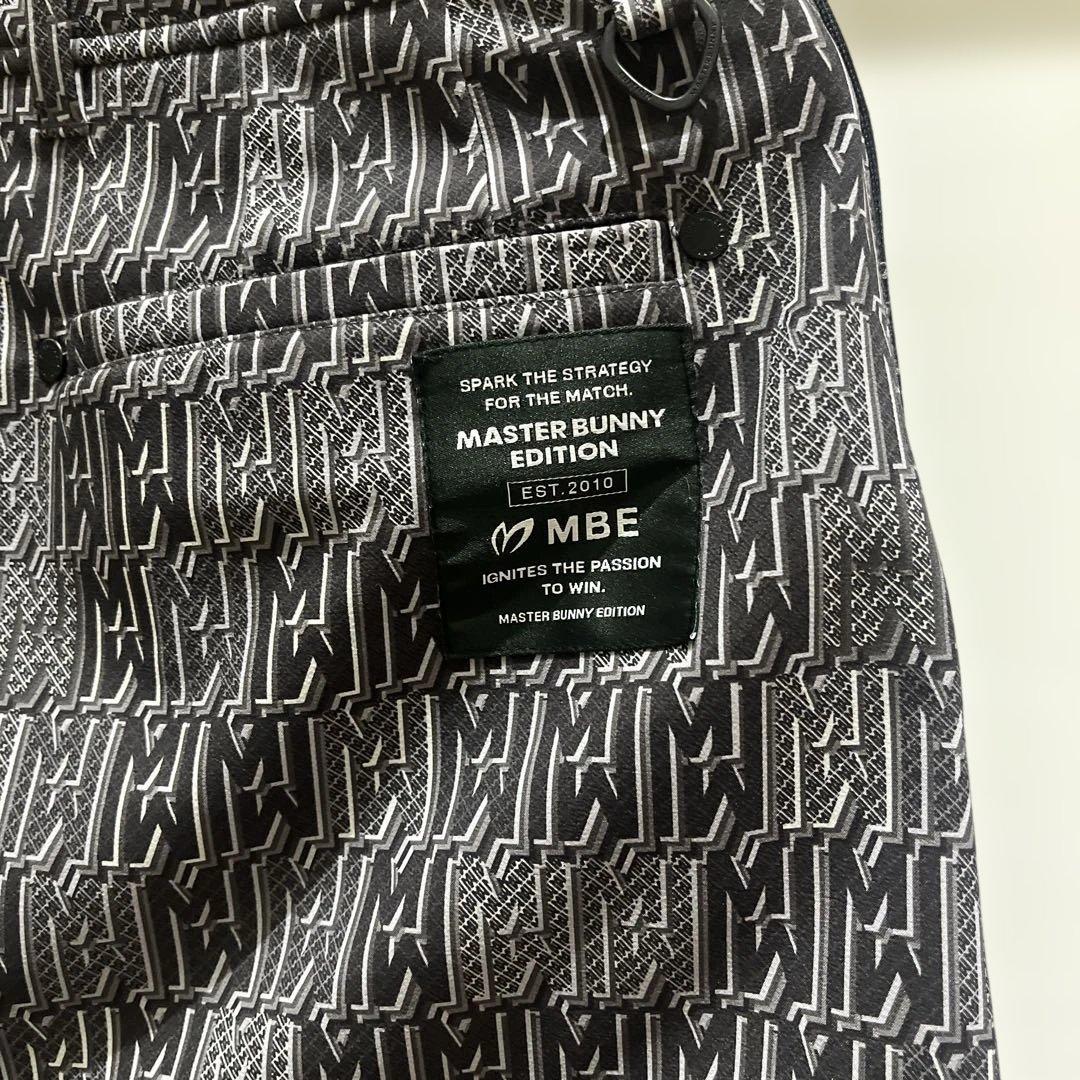 SPARK THE STRATEGY
FOR THE MATCH.
MASTER BUNNY
EDITION
EST.2010
MBE
IGNITES THE PASSION
TO WIN.
MASTER BUNNY EDITION